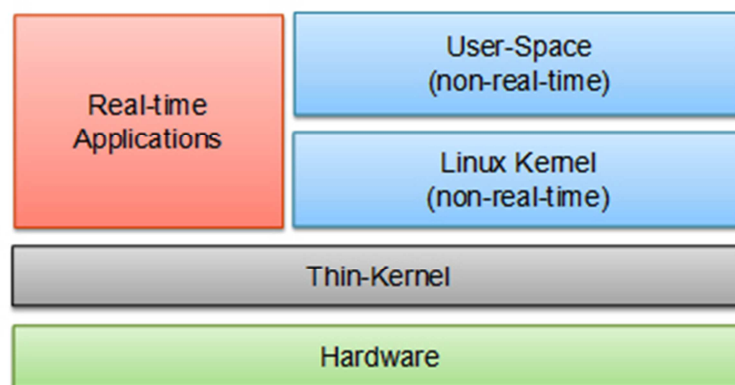 Real-time
Applications
User-Space
(non-real-time)
Linux Kernel
(non-real-time)
Thin-Kernel
Hardware